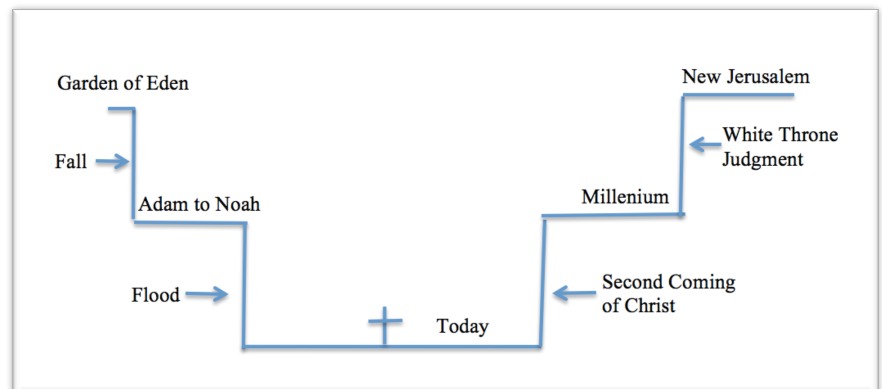 Garden of Eden
New Jerusalem
Fall
White Throne
Judgment
Adam to Noah
Millenium
Flood
Second Coming
of Christ
Today